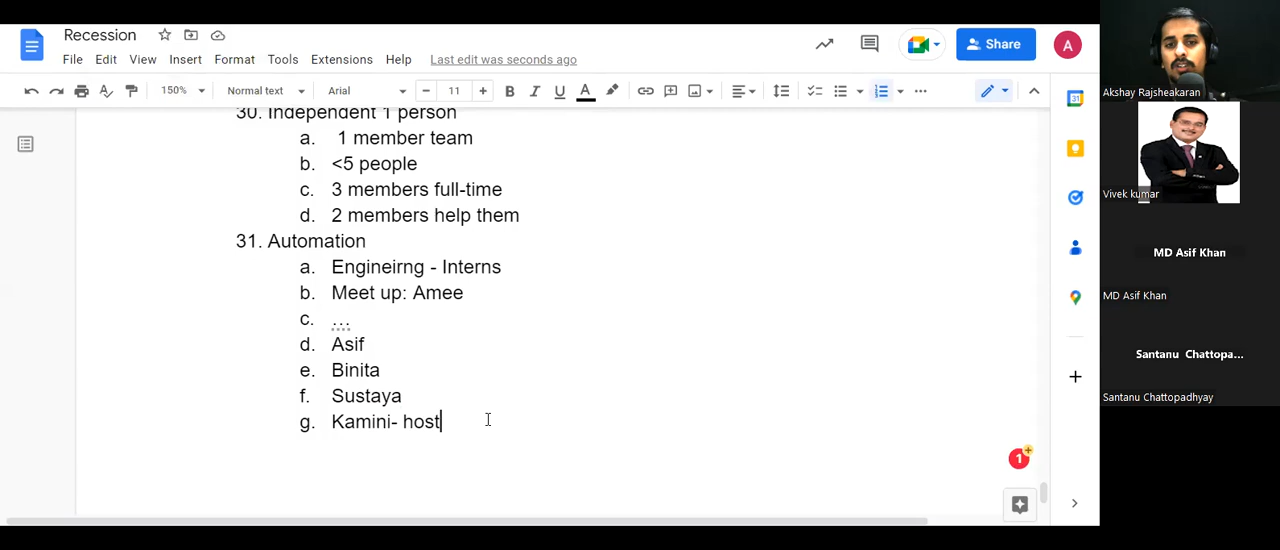 Recession
File Edit View Insert Format Tools Extensions Help Last edit was seconds ago
Share
A
150% Normal text Arial 11 B I U A
30. Independent 1 person
a. 1 member team
b. <5 people
c. 3 members full-time
d. 2 members help them
31. Automation
a. Engineirng - Interns
b. Meet up: Amee
c. ...
d. Asif
e. Binita
f. Sustaya
g. Kamini- host
1
31
Akshay Rajsheakaran
Vivek kumar
MD Asif Khan
MD Asif Khan
Santanu Chattopa...
Santanu Chattopadhyay